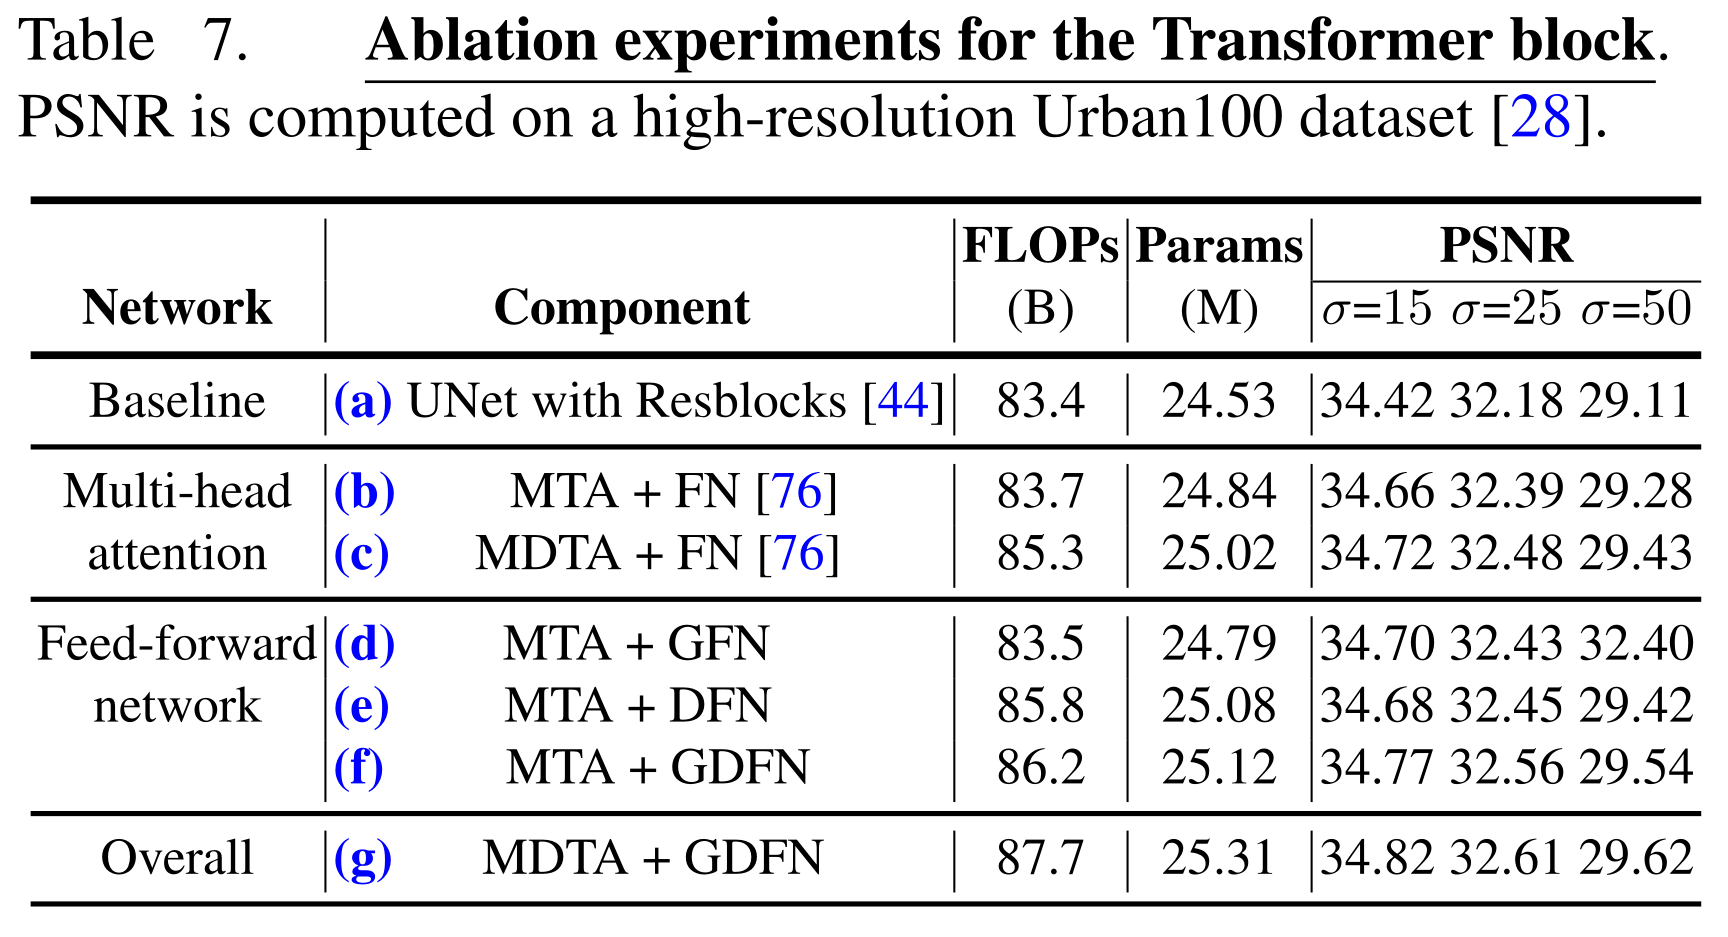 Table 7. Ablation experiments for the Transformer block.
PSNR is computed on a high-resolution Urban100 dataset [28].
FLOPs Params PSNR
Network Component (B) (M) σ=15 σ=25 σ=50
Baseline (a) UNet with Resblocks [44] 83.4 24.53 34.42 32.18 29.11
Multi-head (b) MTA + FN [76] 83.7 24.84 34.66 32.39 29.28
attention (c) MDTA + FN [76] 85.3 25.02 34.72 32.48 29.43
Feed-forward (d) MTA + GFN 83.5 24.79 34.70 32.43 32.40
network (e) MTA + DFN 85.8 25.08 34.68 32.45 29.42
(f) MTA + GDFN 86.2 25.12 34.77 32.56 29.54
Overall (g) MDTA + GDFN 87.7 25.31 34.82 32.61 29.62